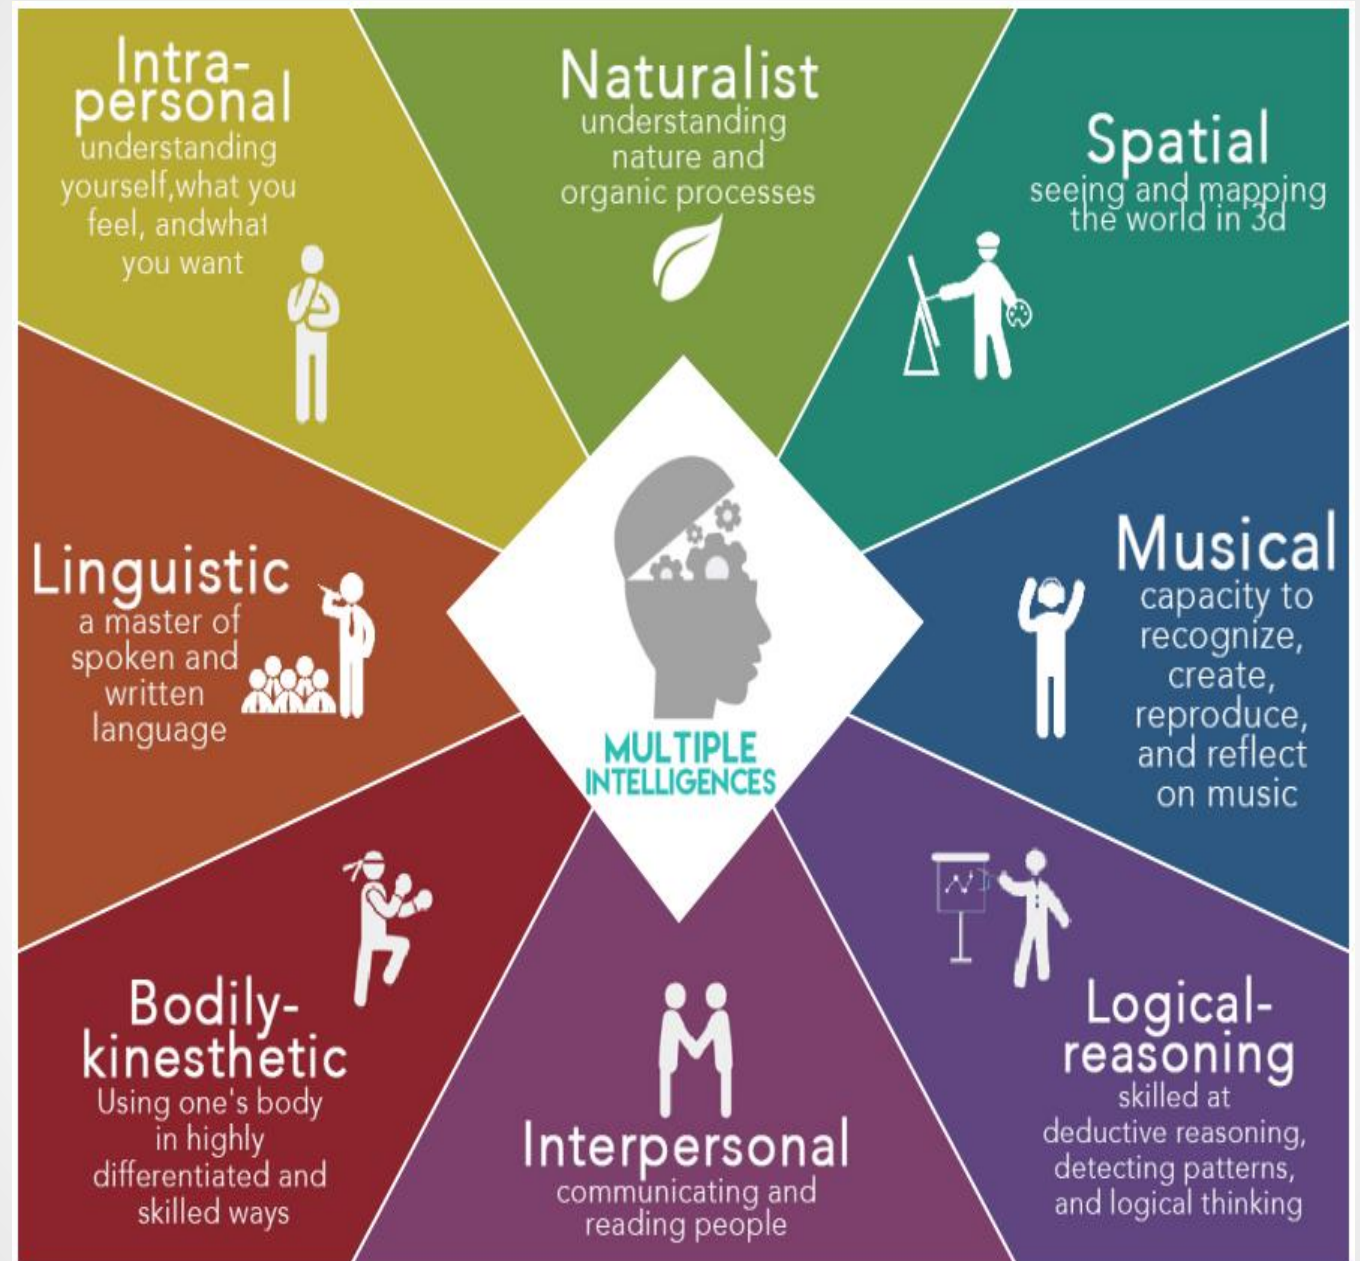 Intra-
personal
understanding
yourself,what you
feel, andwhat
you want
Naturalist
understanding
nature and
organic processes
Spatial
seeing and mapping
the world in 3d
Linguistic
a master of
spoken and
written
language
MULTIPLE
INTELLIGENCES
Musical
capacity to
recognize,
create,
reproduce,
and reflect
on music
Bodily-
kinesthetic
Using one's body
in highly
differentiated and
skilled ways
Interpersonal
communicating and
reading people
Logical-
reasoning
skilled at
deductive reasoning,
detecting patterns,
and logical thinking